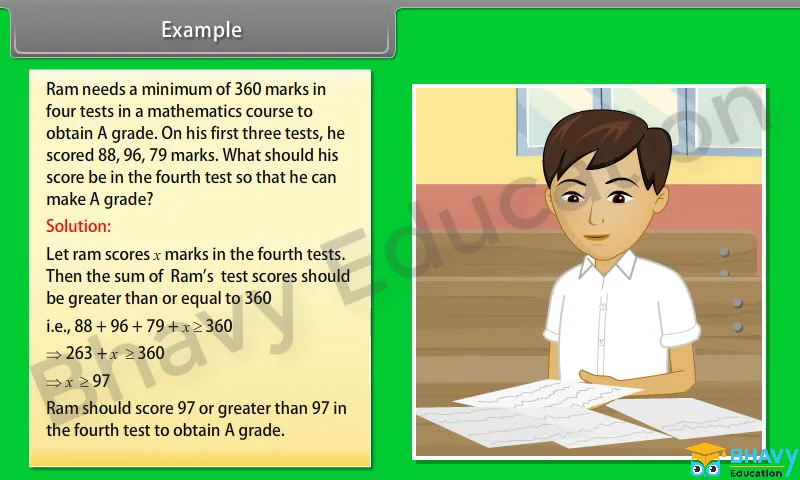 Example
Ram needs a minimum of 360 marks in
four tests in a mathematics course to
obtain A grade. On his first three tests, he
scored 88, 96, 79 marks. What should his
score be in the fourth test so that he can
make A grade?
Solution:
Let ram scores x marks in the fourth tests.
Then the sum of Ram's test scores should
be greater than or equal to 360
i.e., 88 + 96 + 79 + x ≥ 360
⇒ 263 + x ≥ 360
⇒ x ≥ 97
Ram should score 97 or greater than 97 in
the fourth test to obtain A grade.
Bhavy Education
BHAVY
Education